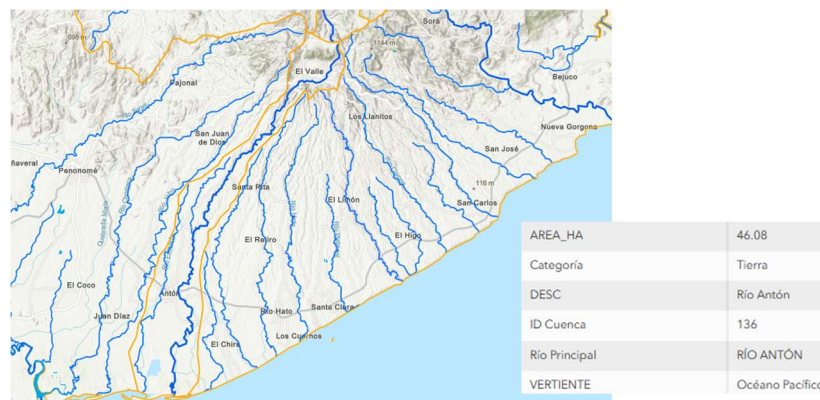 Sorá
698 m
1144 m
El Valle
Bejuco
Pajonal
Los Llanitos
Nueva Gorgona
San Juan
de Dios
San José
Penonomé
116 m
Santa Rita
El Limón
San Carlos
Quebrada María
El Retiro
El Higo
El Coco
Antón
Juan Díaz
Río Hato
Santa Clara
El Chirú
Los Cuernos
AREA_HA 46.08
Categoría Tierra
DESC Río Antón
ID Cuenca 136
Río Principal RÍO ANTÓN
VERTIENTE Océano Pacífico